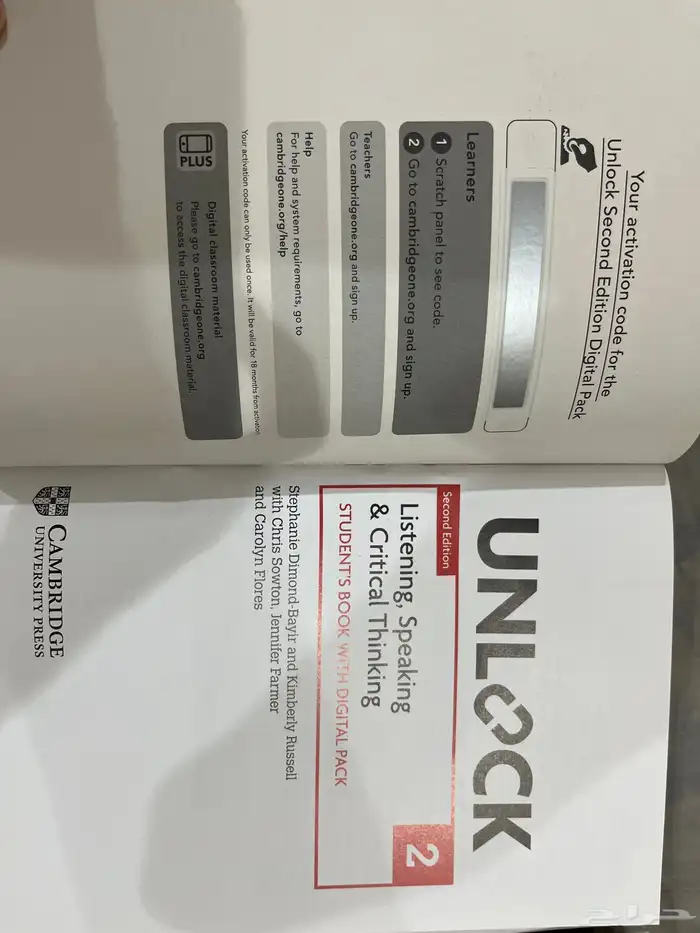 Your activation code for the
Unlock Second Edition Digital Pack
Learners
1 Scratch panel to see code.
2 Go to cambridgeone.org and sign up.
Teachers
Go to cambridgeone.org and sign up.
Help
For help and system requirements, go to
cambridgeone.org/help
Your activation code can only be used once. It will be valid for 18 months from activation
PLUS
Digital classroom material
Please go to cambridgeone.org
to access the digital classroom material.
UNLOCK
Second Edition
Listening, Speaking
& Critical Thinking
2
STUDENT'S BOOK WITH DIGITAL PACK
Stephanie Dimond-Bayir and Kimberly Russell
with Chris Sowton, Jennifer Farmer
and Carolyn Flores
CAMBRIDGE
UNIVERSITY PRESS
حراج